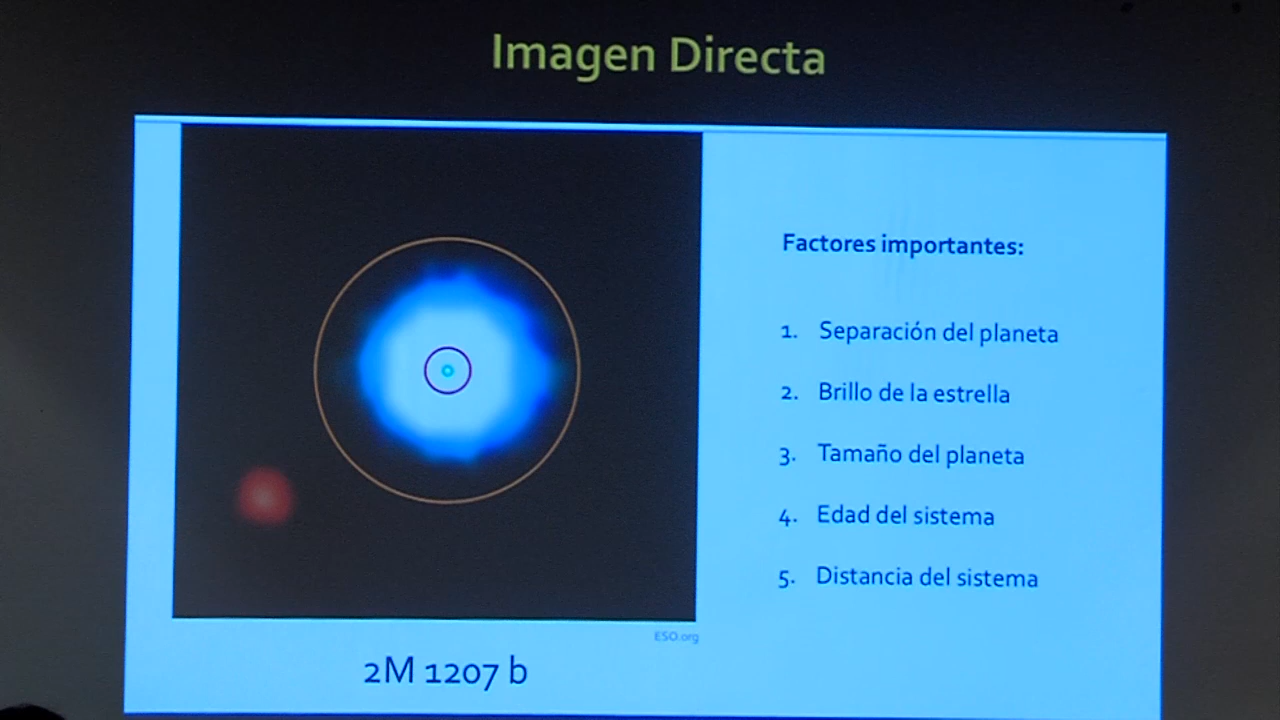 Imagen Directa
Factores importantes:
1. Separación del planeta
2. Brillo de la estrella
3. Tamaño del planeta
4. Edad del sistema
5. Distancia del sistema
ESO.org
2M 1207 b